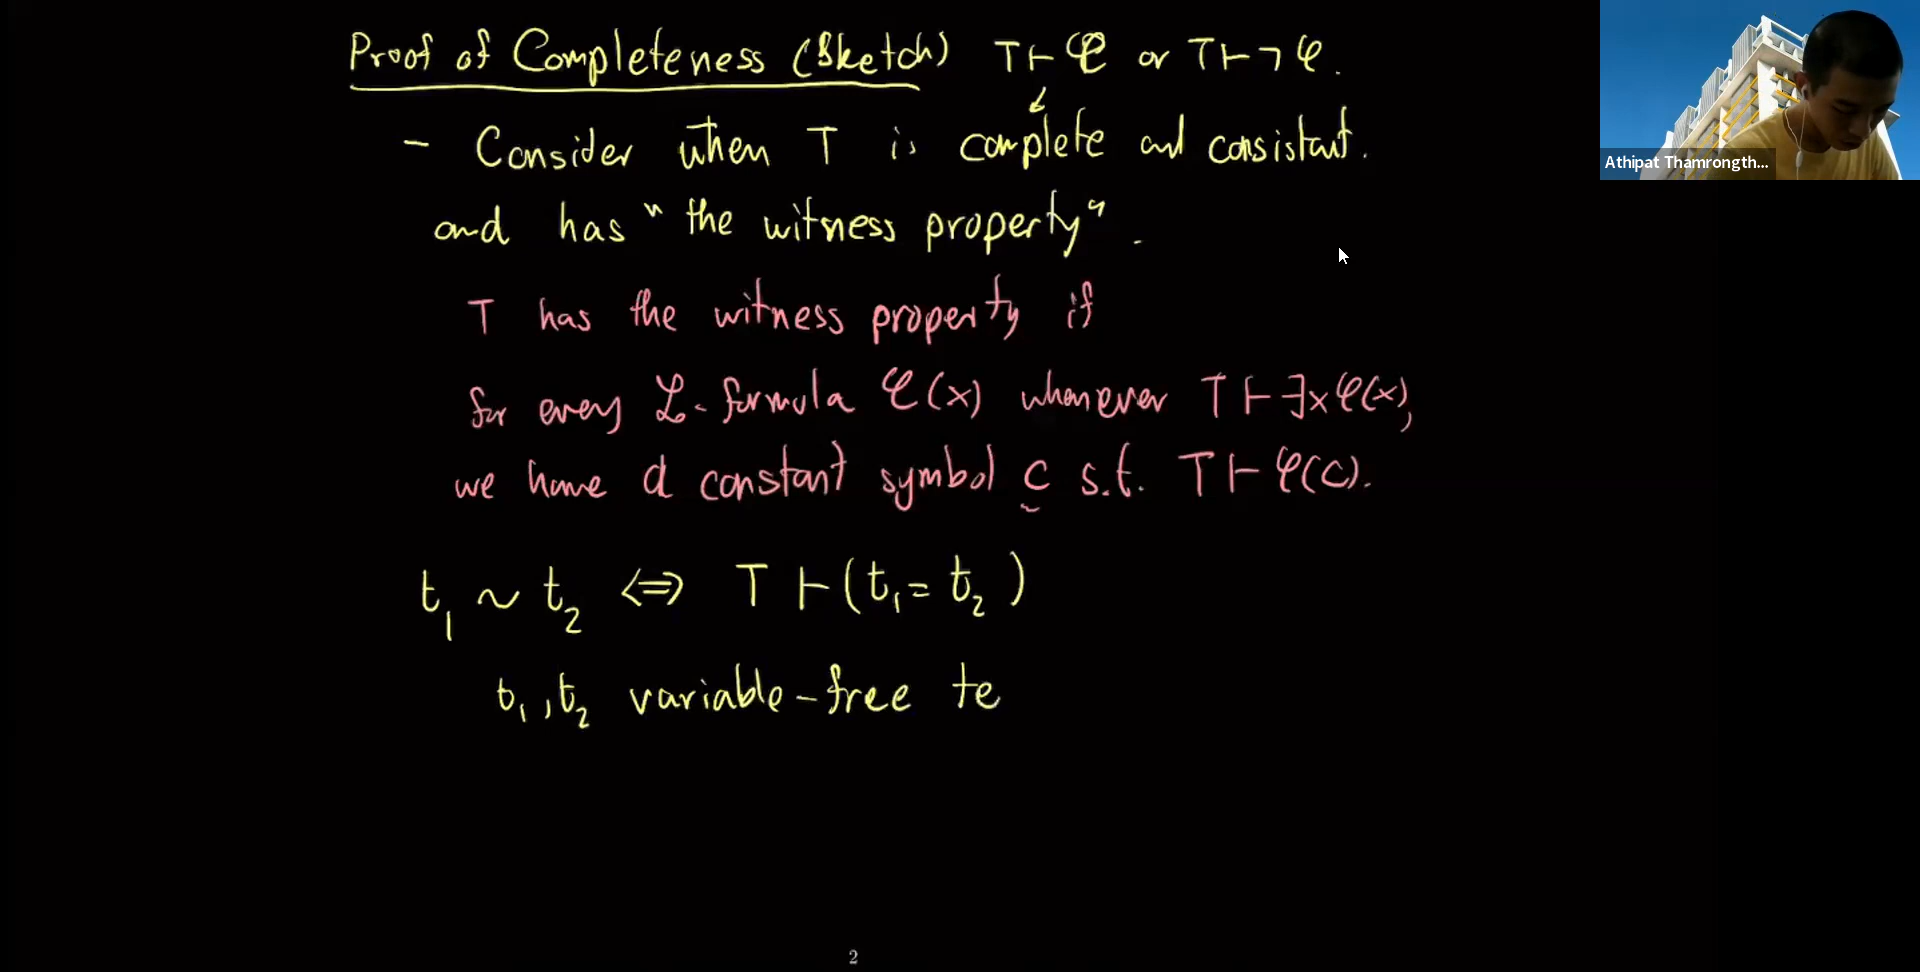 Proof of Completeness (Sketch) T ⊢ φ or T ⊢ ¬ φ.
- Consider when T is complete and consistent.
and has "the witness property".
T has the witness property if
for every L-formula φ(x) whenever T ⊢ ∃x φ(x),
we have a constant symbol c s.t. T ⊢ φ(c).
t₁ ~ t₂ ⇔ T ⊢ (t₁ = t₂)
t₁, t₂ variable-free te
Athipat Thamrongth...
2